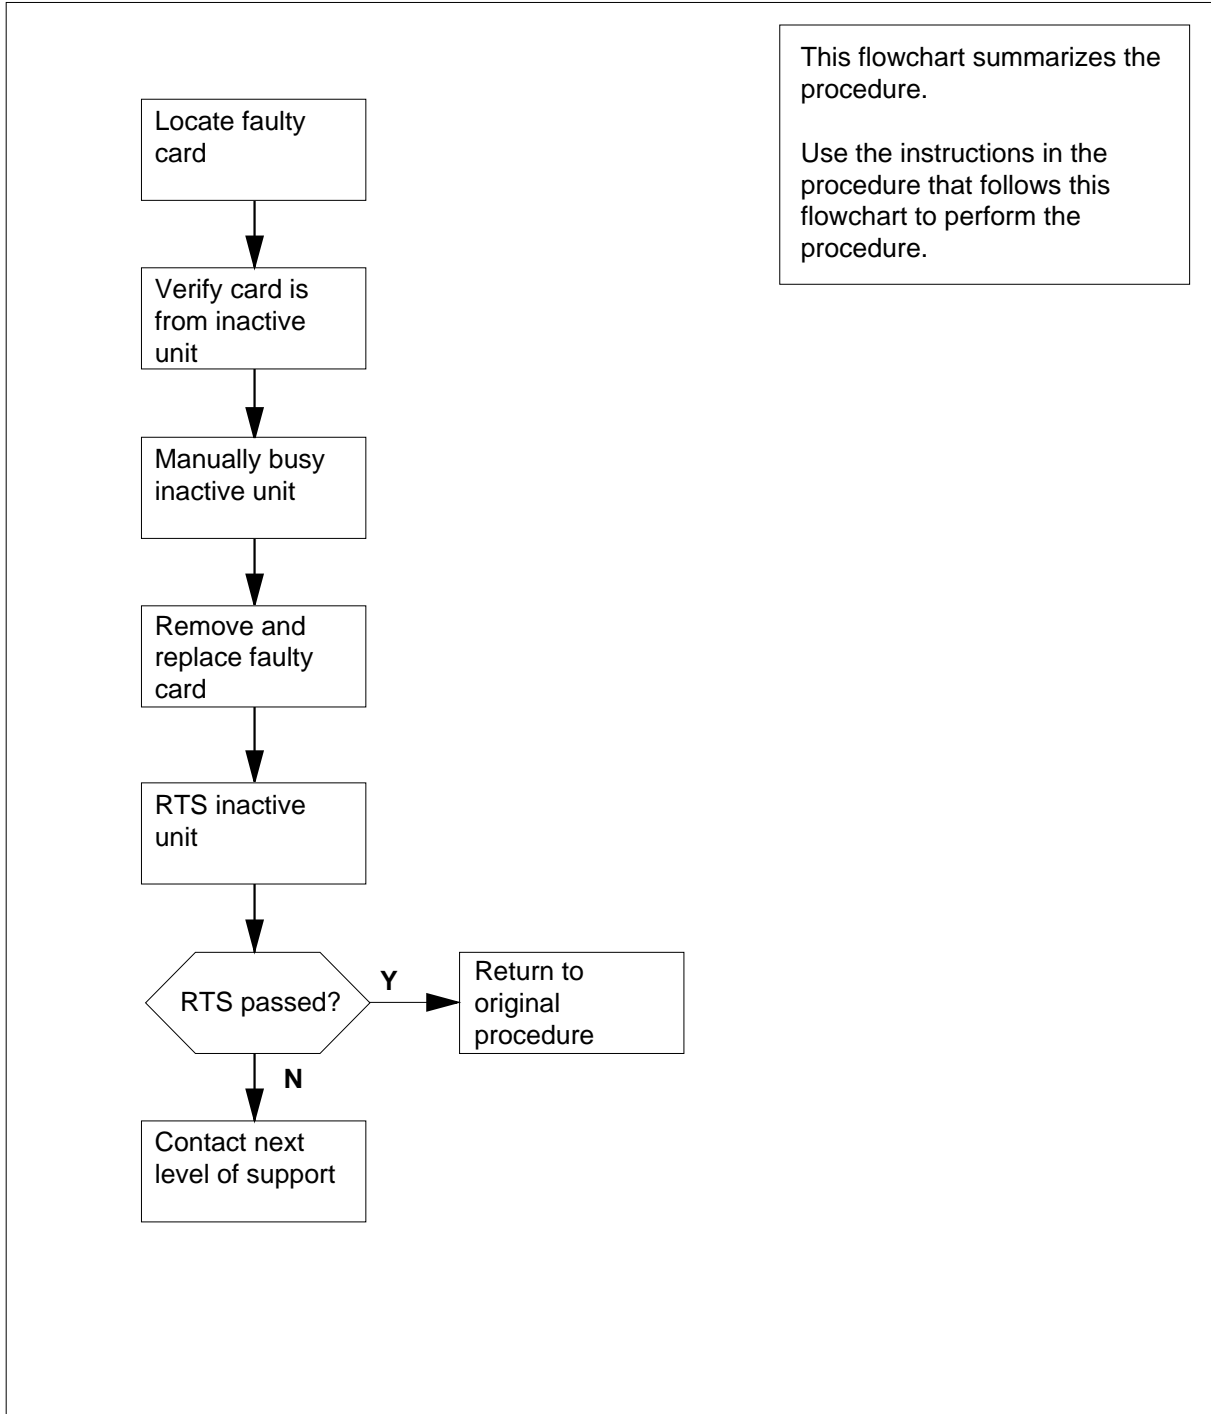 This flowchart summarizes the
procedure.
Use the instructions in the
procedure that follows this
flowchart to perform the
procedure.
Locate faulty
card
Verify card is
from inactive
unit
Manually busy
inactive unit
Remove and
replace faulty
card
RTS inactive
unit
RTS passed?
Y
Return to
original
procedure
N
Contact next
level of support